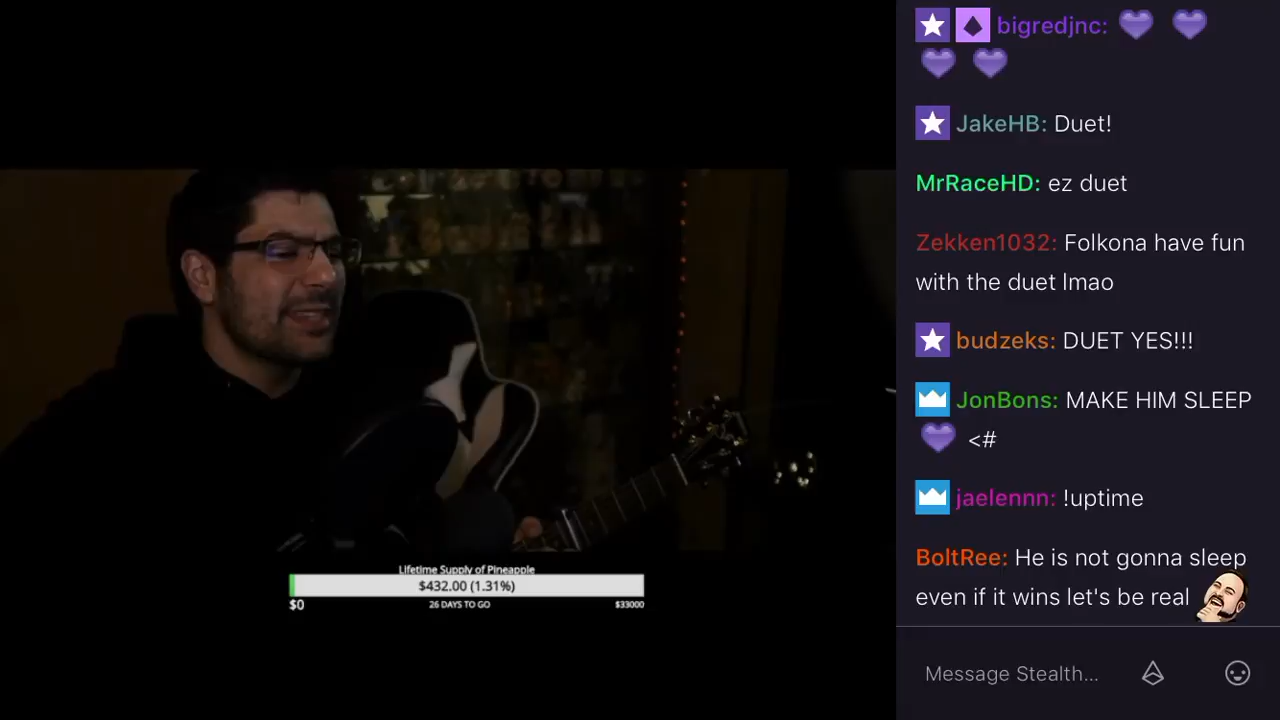 bigredjnc:
JakeHB: Duet!
MrRaceHD: ez duet
Zekken1032: Folkona have fun
with the duet lmao
budzeks: DUET YES!!!
JonBons: MAKE HIM SLEEP
<#
jaelennn: !uptime
BoltRee: He is not gonna sleep
even if it wins let's be real
Message Stealth...
Lifetime Supply of Pineapple
$432.00 (1.31%)
$0
26 DAYS TO GO
$33000